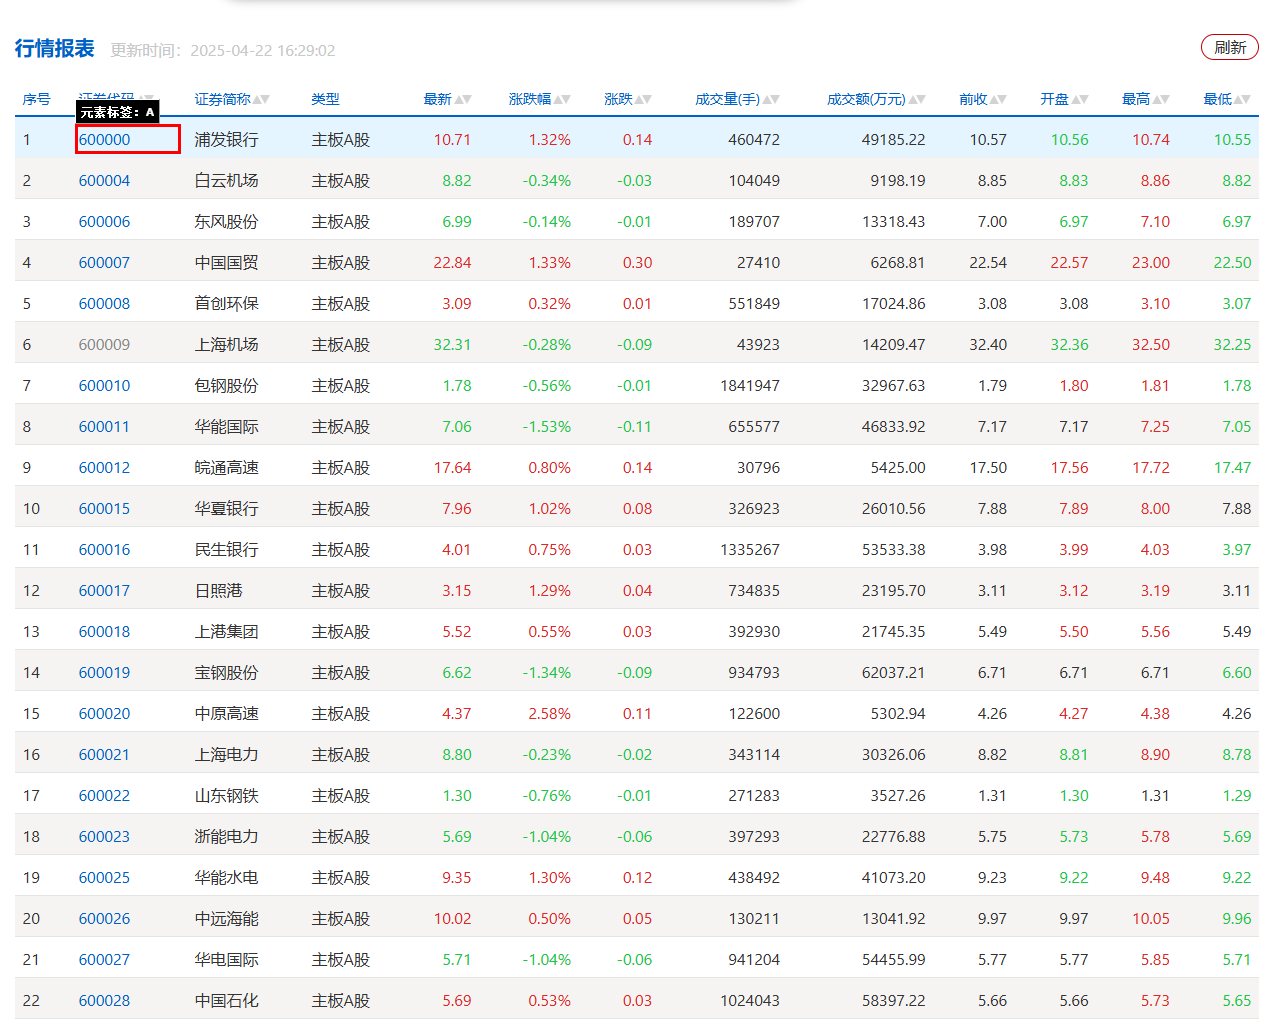 行情报表 更新时间：2025-04-22 16:29:02 刷新
序号 证券代码 证券简称 类型 最新 涨跌幅 涨跌 成交量(手) 成交额(万元) 前收 开盘 最高 最低
元素标签：A
1 600000 浦发银行 主板A股 10.71 1.32% 0.14 460472 49185.22 10.57 10.56 10.74 10.55
2 600004 白云机场 主板A股 8.82 -0.34% -0.03 104049 9198.19 8.85 8.83 8.86 8.82
3 600006 东风股份 主板A股 6.99 -0.14% -0.01 189707 13318.43 7.00 6.97 7.10 6.97
4 600007 中国国贸 主板A股 22.84 1.33% 0.30 27410 6268.81 22.54 22.57 23.00 22.50
5 600008 首创环保 主板A股 3.09 0.32% 0.01 551849 17024.86 3.08 3.08 3.10 3.07
6 600009 上海机场 主板A股 32.31 -0.28% -0.09 43923 14209.47 32.40 32.36 32.50 32.25
7 600010 包钢股份 主板A股 1.78 -0.56% -0.01 1841947 32967.63 1.79 1.80 1.81 1.78
8 600011 华能国际 主板A股 7.06 -1.53% -0.11 655577 46833.92 7.17 7.17 7.25 7.05
9 600012 皖通高速 主板A股 17.64 0.80% 0.14 30796 5425.00 17.50 17.56 17.72 17.47
10 600015 华夏银行 主板A股 7.96 1.02% 0.08 326923 26010.56 7.88 7.89 8.00 7.88
11 600016 民生银行 主板A股 4.01 0.75% 0.03 1335267 53533.38 3.98 3.99 4.03 3.97
12 600017 日照港 主板A股 3.15 1.29% 0.04 734835 23195.70 3.11 3.12 3.19 3.11
13 600018 上港集团 主板A股 5.52 0.55% 0.03 392930 21745.35 5.49 5.50 5.56 5.49
14 600019 宝钢股份 主板A股 6.62 -1.34% -0.09 934793 62037.21 6.71 6.71 6.71 6.60
15 600020 中原高速 主板A股 4.37 2.58% 0.11 122600 5302.94 4.26 4.27 4.38 4.26
16 600021 上海电力 主板A股 8.80 -0.23% -0.02 343114 30326.06 8.82 8.81 8.90 8.78
17 600022 山东钢铁 主板A股 1.30 -0.76% -0.01 271283 3527.26 1.31 1.30 1.31 1.29
18 600023 浙能电力 主板A股 5.69 -1.04% -0.06 397293 22776.88 5.75 5.73 5.78 5.69
19 600025 华能水电 主板A股 9.35 1.30% 0.12 438492 41073.20 9.23 9.22 9.48 9.22
20 600026 中远海能 主板A股 10.02 0.50% 0.05 130211 13041.92 9.97 9.97 10.05 9.96
21 600027 华电国际 主板A股 5.71 -1.04% -0.06 941204 54455.99 5.77 5.77 5.85 5.71
22 600028 中国石化 主板A股 5.69 0.53% 0.03 1024043 58397.22 5.66 5.66 5.73 5.65